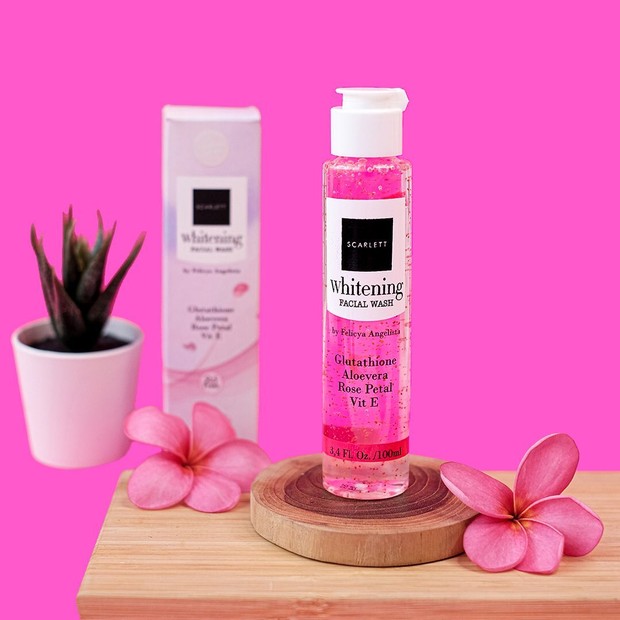 SCARLETT
Whitening
FACIAL WASH
by Felicya Angelista
Glutathione
Aloevera
Rose Petal
Vit E
SCARLETT
whitening
FACIAL WASH
by Felicya Angelista
Glutathione
Aloevera
Rose Petal
Vit E
3,4 Fl. Oz. /100ml